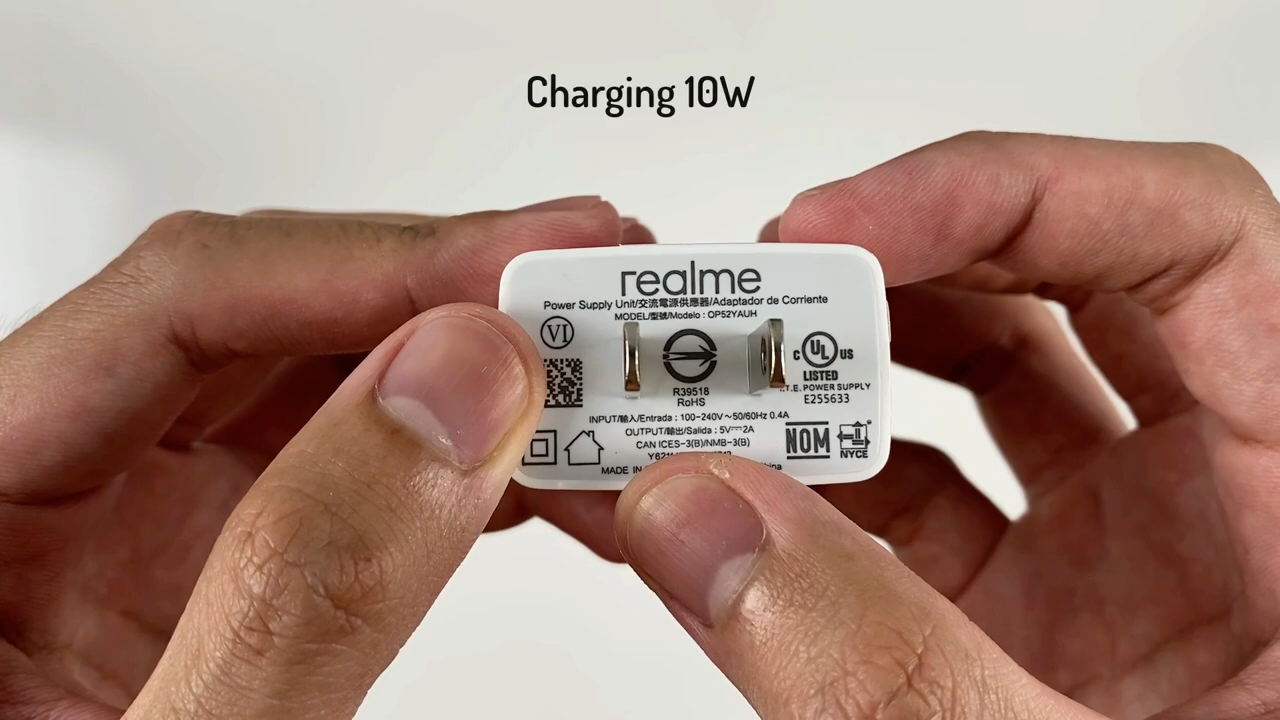 Charging 10W
realme
Power Supply Unit/交流電源供應器/Adaptador de Corriente
MODEL/型號/Modelo : OP52YAUH
VI
C UL US
LISTED
I.T.E. POWER SUPPLY
E255633
R39518
RoHS
INPUT/輸入/Entrada : 100-240V～50/60Hz 0.4A
OUTPUT/輸出/Salida : 5V⎓2A
CAN ICES-3(B)/NMB-3(B)
NOM
NYCE
MADE IN